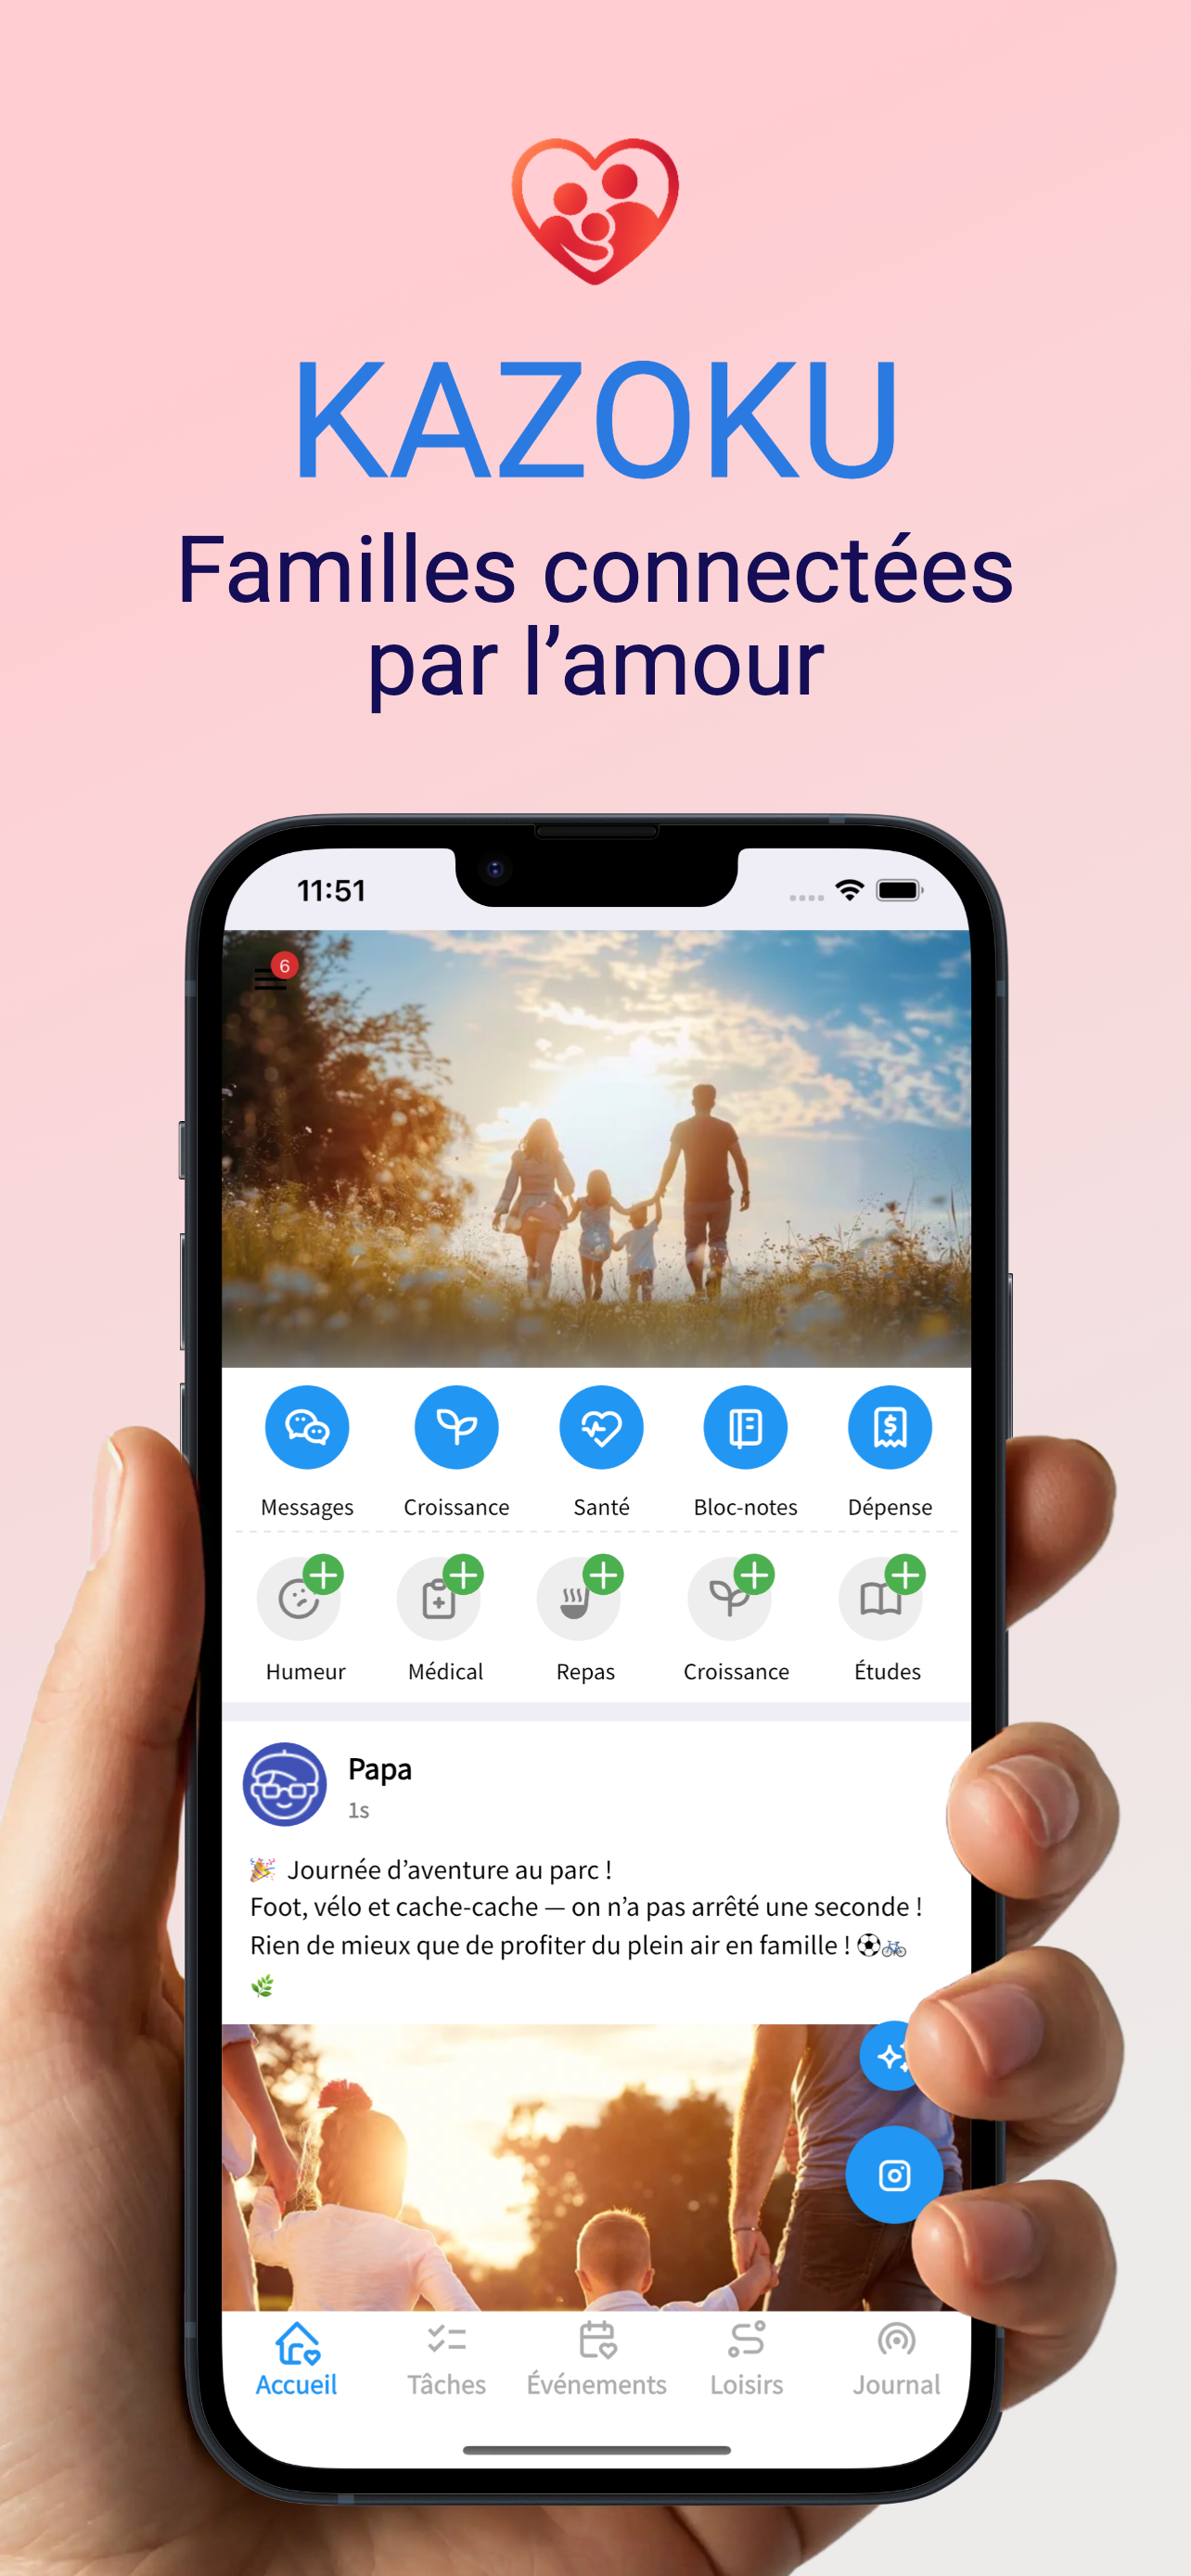 KAZOKU
Familles connectées
par l’amour
11:51
6
Messages Croissance Santé Bloc-notes Dépense
Humeur Médical Repas Croissance Études
Papa
1s
🎉 Journée d’aventure au parc !
Foot, vélo et cache-cache — on n’a pas arrêté une seconde !
Rien de mieux que de profiter du plein air en famille ! ⚽🚲
🌿
Accueil Tâches Événements Loisirs Journal